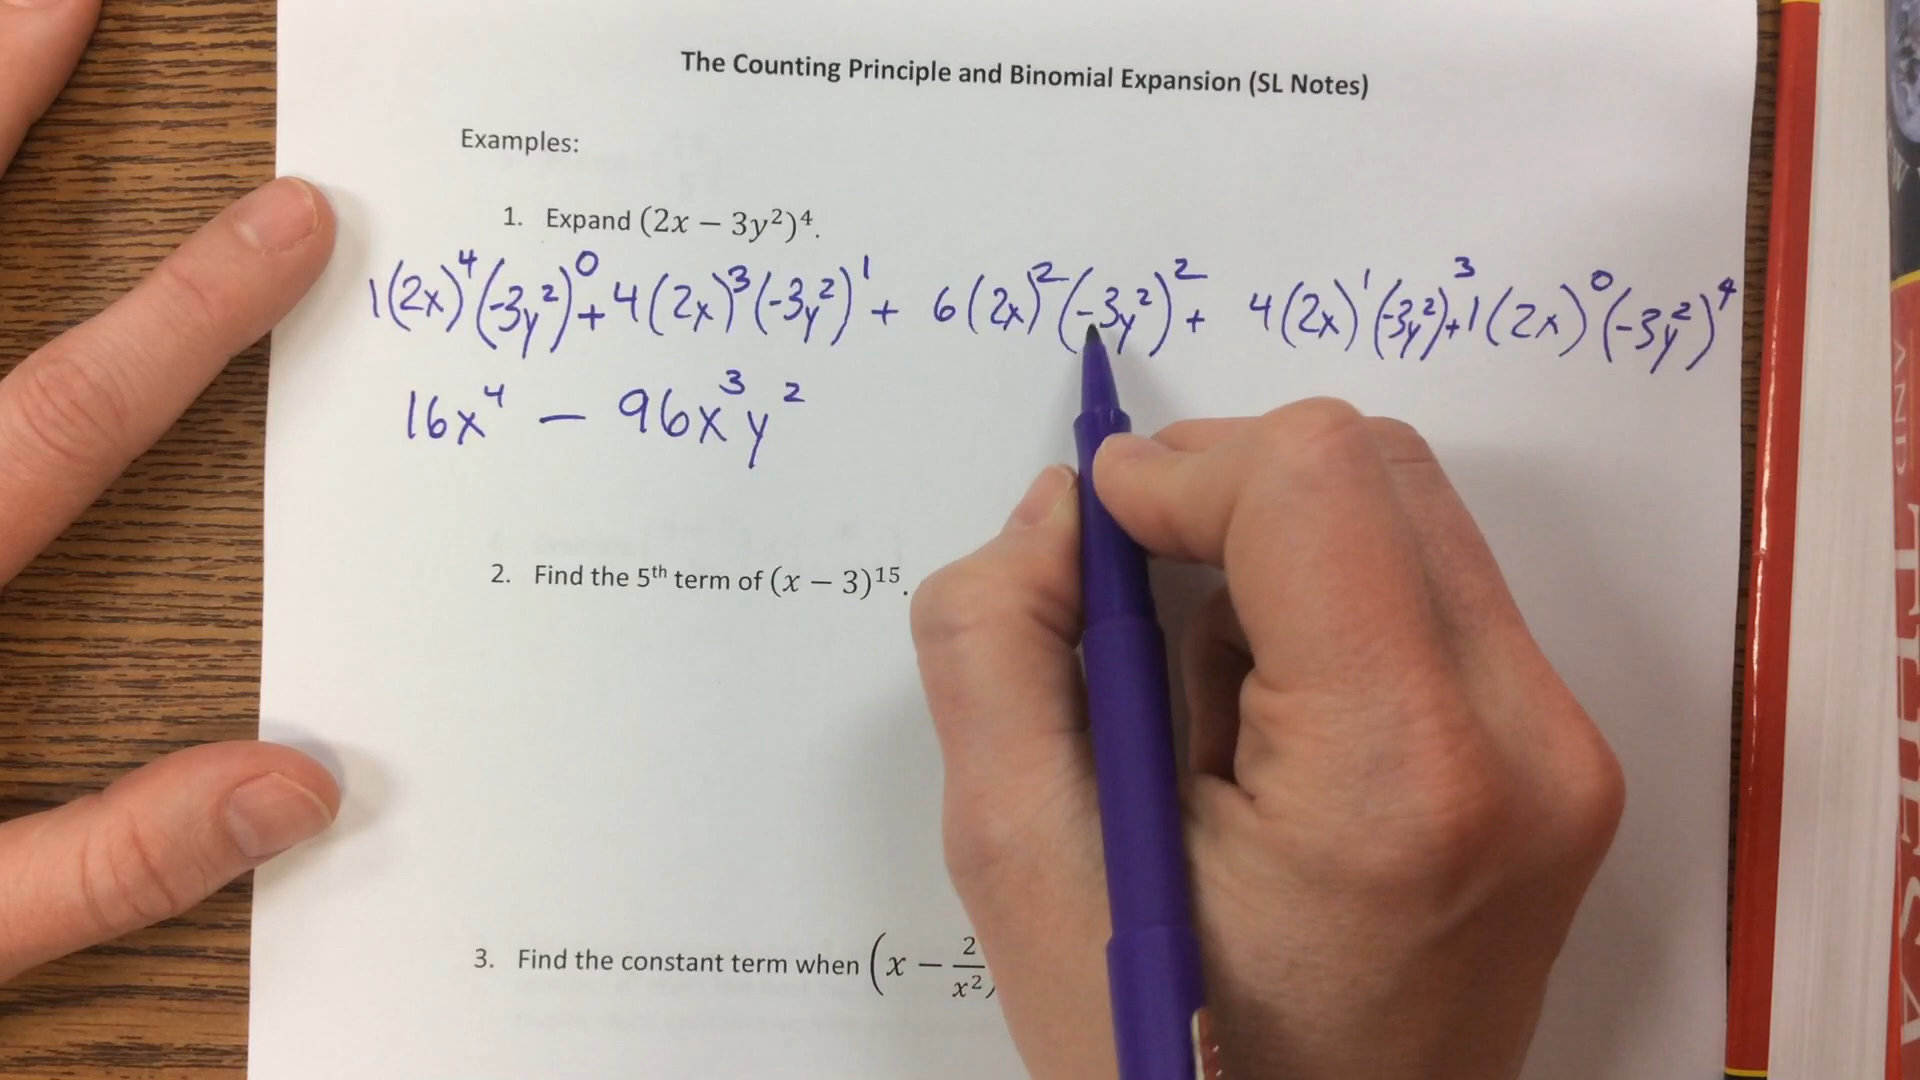 The Counting Principle and Binomial Expansion (SL Notes)
Examples:
1. Expand (2x − 3y²)⁴.
1(2x)⁴(-3y²)⁰ + 4(2x)³(-3y²)¹ + 6(2x)²(-3y²)² + 4(2x)¹(-3y²)³ + 1(2x)⁰(-3y²)⁴
16x⁴ − 96x³y²
2. Find the 5ᵗʰ term of (x − 3)¹⁵.
3. Find the constant term when (x − 2/x²)
AND